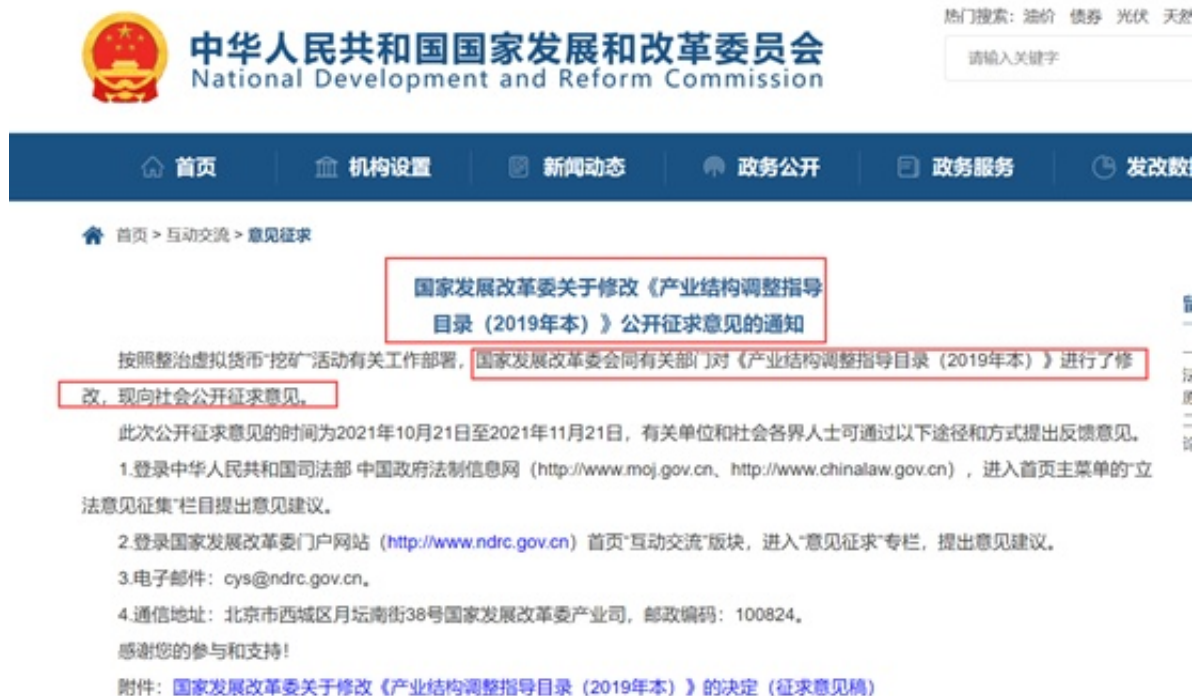 热门搜索：油价 债券 光伏 天然
中华人民共和国国家发展和改革委员会
National Development and Reform Commission
请输入关键字
首页 机构设置 新闻动态 政务公开 政务服务 发改数据
首页 > 互动交流 > 意见征求
国家发展改革委关于修改《产业结构调整指导
目录（2019年本）》公开征求意见的通知
按照整治虚拟货币“挖矿”活动有关工作部署，国家发展改革委会同有关部门对《产业结构调整指导目录（2019年本）》进行了修
改，现向社会公开征求意见。
此次公开征求意见的时间为2021年10月21日至2021年11月21日，有关单位和社会各界人士可通过以下途径和方式提出反馈意见。
1.登录中华人民共和国司法部 中国政府法制信息网（http://www.moj.gov.cn、http://www.chinalaw.gov.cn），进入首页主菜单的“立
法意见征集”栏目提出意见建议。
2.登录国家发展改革委门户网站（http://www.ndrc.gov.cn）首页“互动交流”版块，进入“意见征求”专栏，提出意见建议。
3.电子邮件：cys@ndrc.gov.cn。
4.通信地址：北京市西城区月坛南街38号国家发展改革委产业司，邮政编码：100824。
感谢您的参与和支持！
附件：国家发展改革委关于修改《产业结构调整指导目录（2019年本）》的决定（征求意见稿）